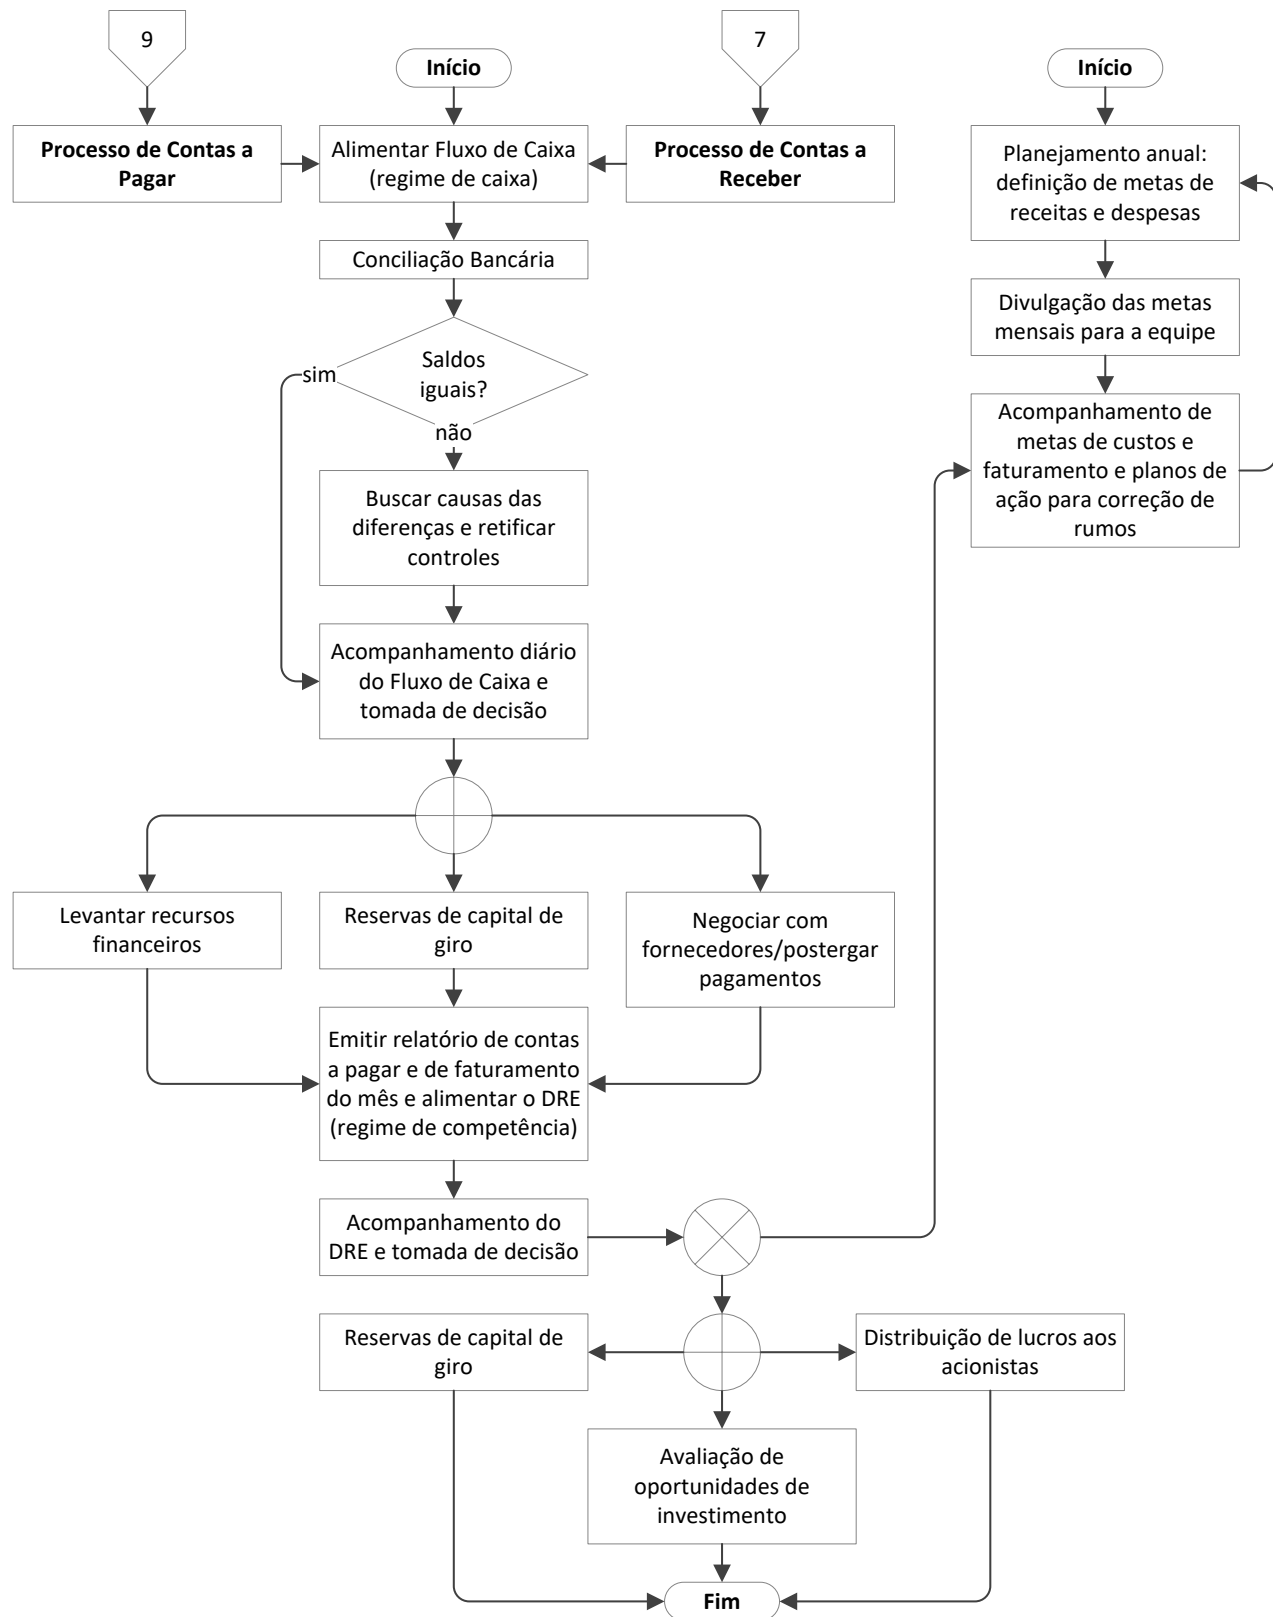 9
7
Início
Início
Processo de Contas a
Pagar
Alimentar Fluxo de Caixa
(regime de caixa)
Processo de Contas a
Receber
Planejamento anual:
definição de metas de
receitas e despesas
Conciliação Bancária
Divulgação das metas
mensais para a equipe
Saldos
iguais?
sim
não
Acompanhamento de
metas de custos e
faturamento e planos de
ação para correção de
rumos
Buscar causas das
diferenças e retificar
controles
Acompanhamento diário
do Fluxo de Caixa e
tomada de decisão
Levantar recursos
financeiros
Reservas de capital de
giro
Negociar com
fornecedores/postergar
pagamentos
Emitir relatório de contas
a pagar e de faturamento
do mês e alimentar o DRE
(regime de competência)
Acompanhamento do
DRE e tomada de decisão
Reservas de capital de
giro
Distribuição de lucros aos
acionistas
Avaliação de
oportunidades de
investimento
Fim